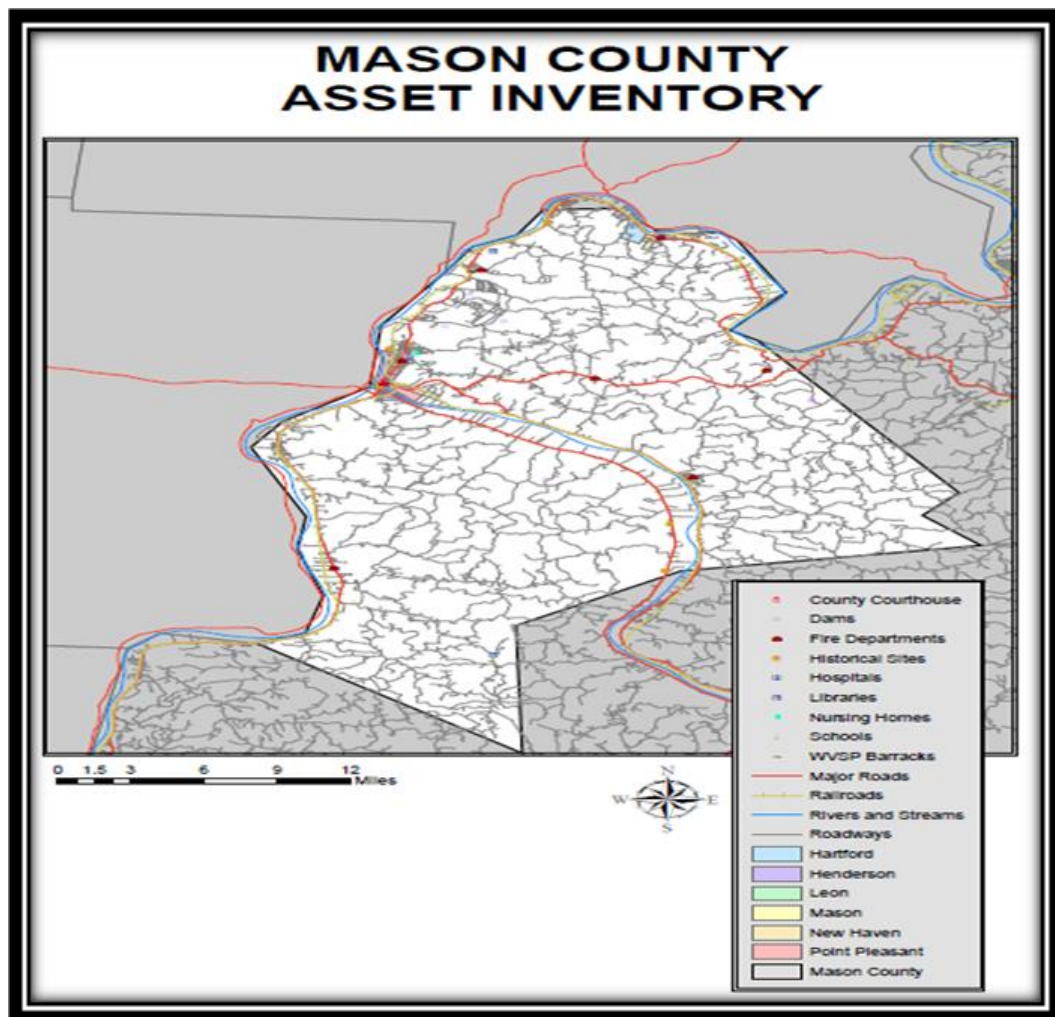 MASON COUNTY
ASSET INVENTORY
0 1.5 3 6 9 12
Miles
N
W E
S
County Courthouse
Dams
Fire Departments
Historical Sites
Hospitals
Libraries
Nursing Homes
Schools
WVSP Barracks
Major Roads
Railroads
Rivers and Streams
Roadways
Hartford
Henderson
Leon
Mason
New Haven
Point Pleasant
Mason County